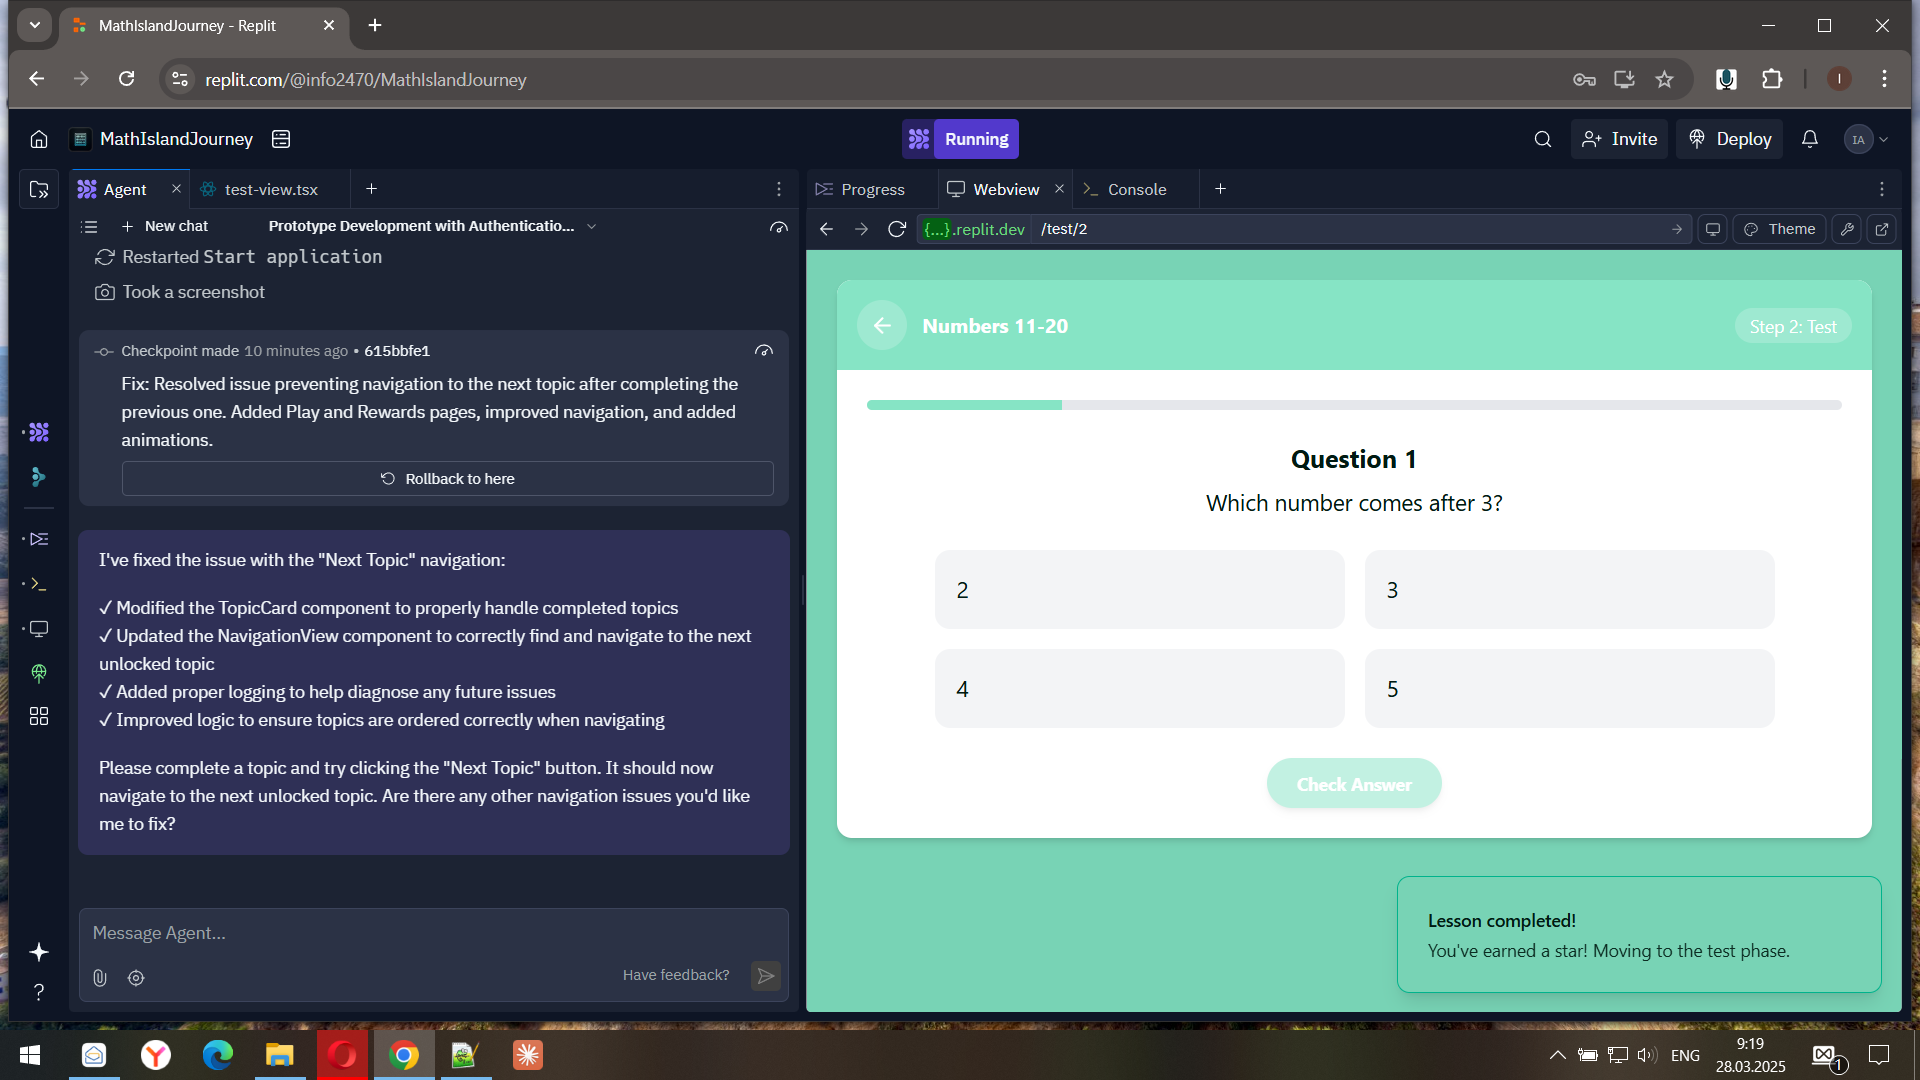 MathIslandJourney - Replit
replit.com/@info2470/MathIslandJourney
I
MathIslandJourney
Running
Invite
Deploy
IA
Agent
test-view.tsx
Progress
Webview
Console
New chat
Prototype Development with Authenticatio...
{...}.replit.dev
/test/2
Theme
Restarted Start application
Took a screenshot
Checkpoint made 10 minutes ago • 615bbfe1
Fix: Resolved issue preventing navigation to the next topic after completing the
previous one. Added Play and Rewards pages, improved navigation, and added
animations.
Rollback to here
I've fixed the issue with the "Next Topic" navigation:
✓ Modified the TopicCard component to properly handle completed topics
✓ Updated the NavigationView component to correctly find and navigate to the next
unlocked topic
✓ Added proper logging to help diagnose any future issues
✓ Improved logic to ensure topics are ordered correctly when navigating
Please complete a topic and try clicking the "Next Topic" button. It should now
navigate to the next unlocked topic. Are there any other navigation issues you'd like
me to fix?
Message Agent...
Have feedback?
Numbers 11-20
Step 2: Test
Question 1
Which number comes after 3?
2
3
4
5
Check Answer
Lesson completed!
You've earned a star! Moving to the test phase.
ENG
9:19
28.03.2025
1